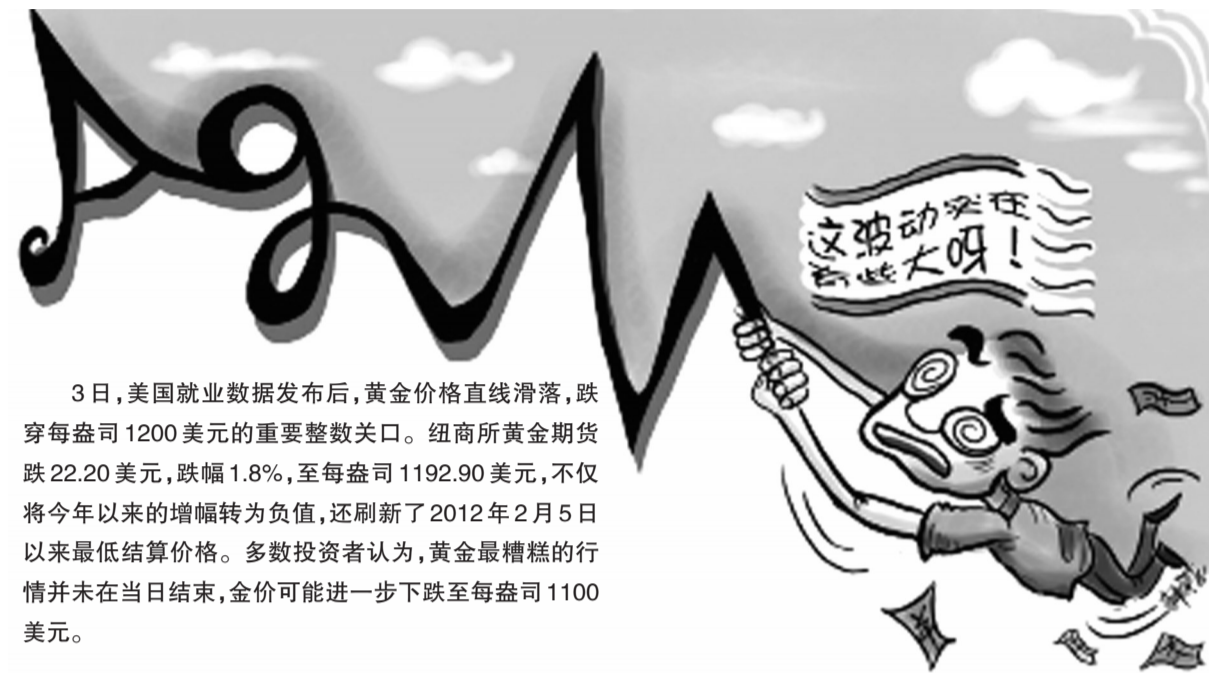 这波动实在
有些大呀！
3日，美国就业数据发布后，黄金价格直线滑落，跌
穿每盎司1200美元的重要整数关口。纽商所黄金期货
跌22.20美元，跌幅1.8%，至每盎司1192.90美元，不仅
将今年以来的增幅转为负值，还刷新了2012年2月5日
以来最低结算价格。多数投资者认为，黄金最糟糕的行
情并未在当日结束，金价可能进一步下跌至每盎司1100
美元。